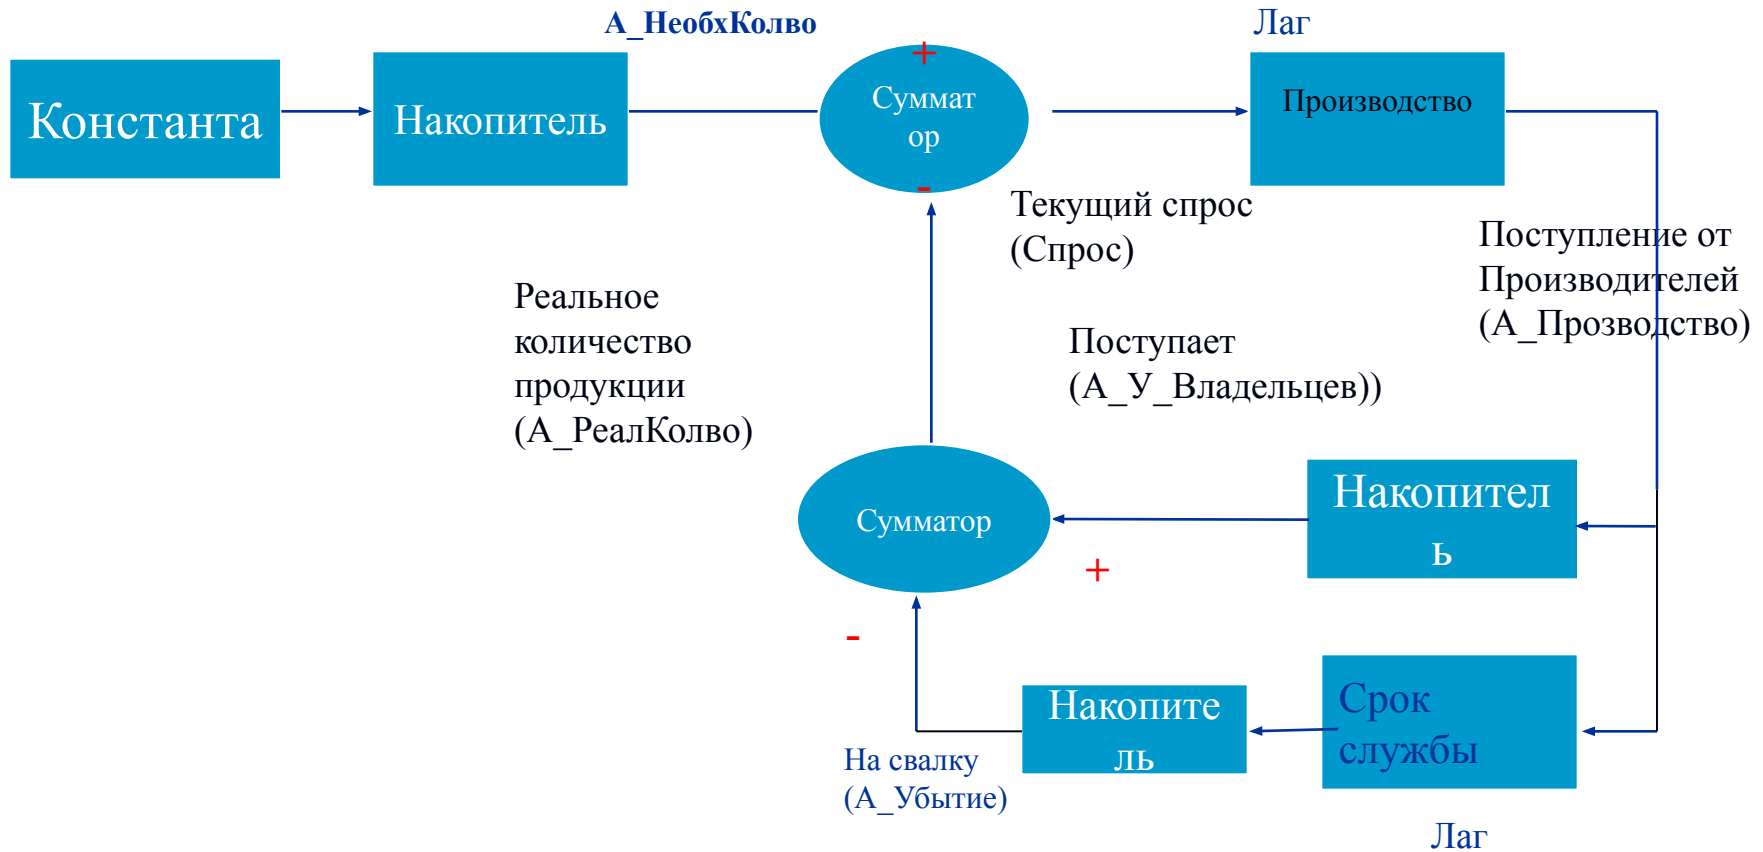 А_НеобхКолво
Лаг
+
Константа
Накопитель
Суммат
ор
Производство
-
Текущий спрос
(Спрос)
Поступление от
Производителей
(А_Прозводство)
Реальное
количество
продукции
(А_РеалКолво)
Поступает
(А_У_Владельцев))
Сумматор
Накопител
ь
+
-
Накопите
ль
Срок
службы
На свалку
(А_Убытие)
Лаг